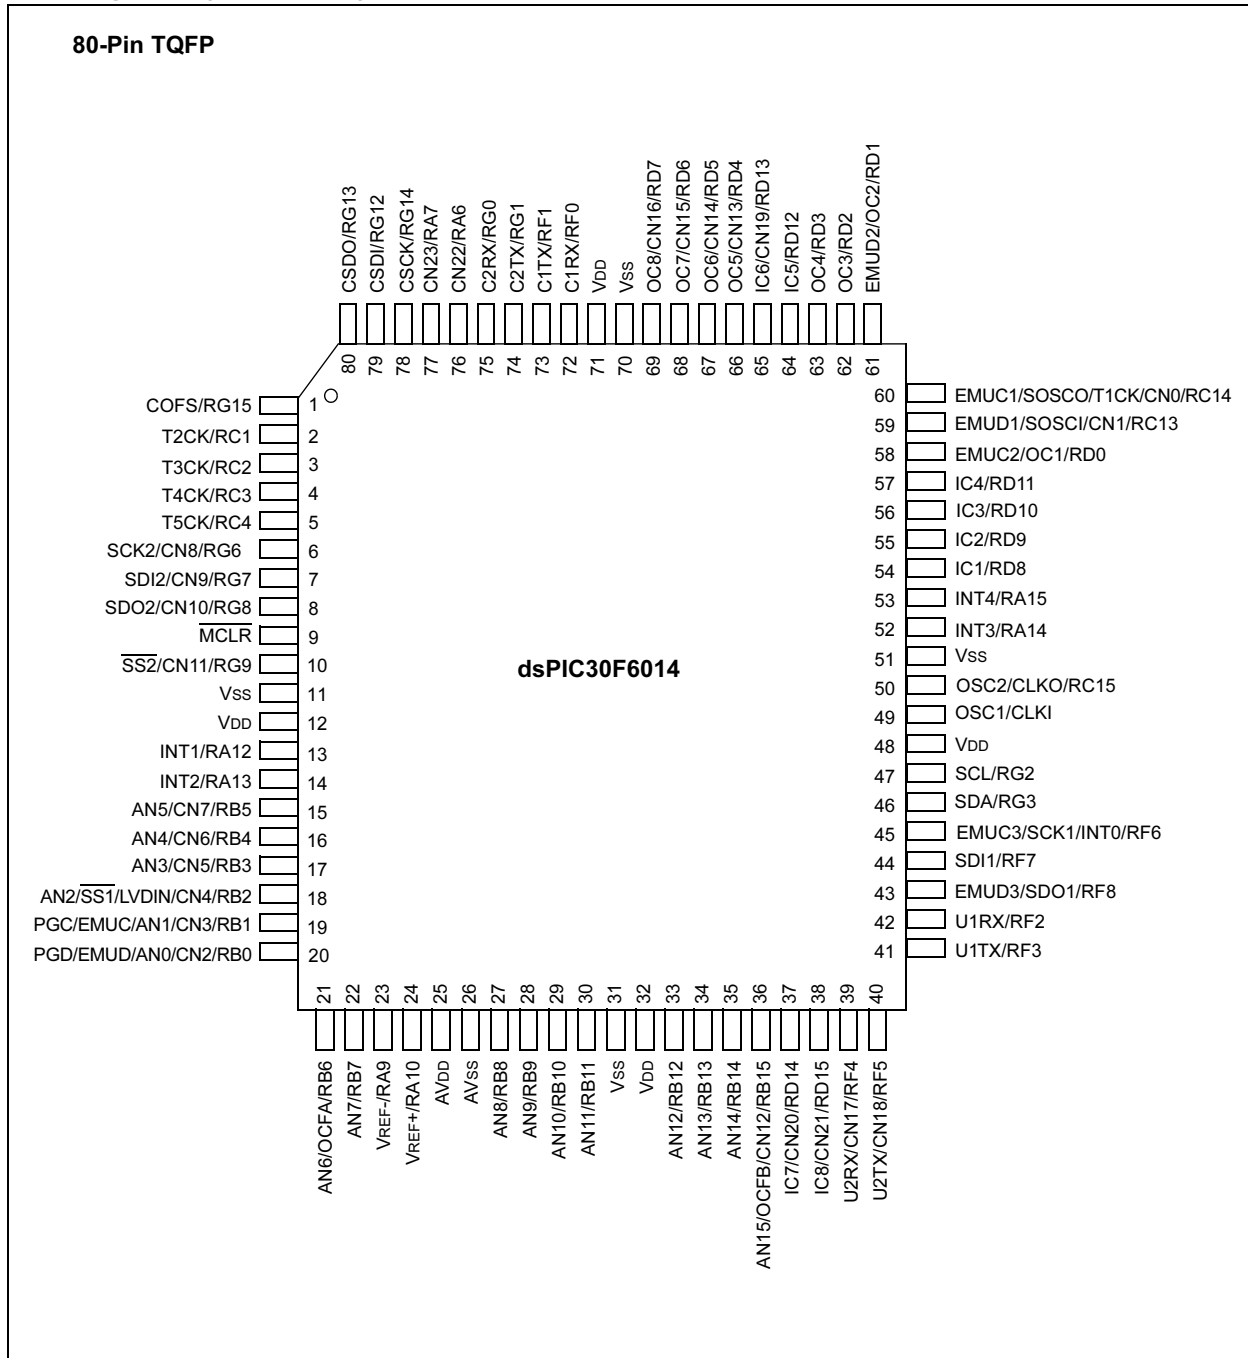 80-Pin TQFP
CSDO/RG13
CSDI/RG12
CSCK/RG14
CN23/RA7
CN22/RA6
C2RX/RG0
C2TX/RG1
C1TX/RF1
C1RX/RF0
VDD
VSS
OC8/CN16/RD7
OC7/CN15/RD6
OC6/CN14/RD5
OC5/CN13/RD4
IC6/CN19/RD13
IC5/RD12
OC4/RD3
OC3/RD2
EMUD2/OC2/RD1
80 79 78 77 76 75 74 73 72 71 70 69 68 67 66 65 64 63 62 61
COFS/RG15 1
T2CK/RC1 2
T3CK/RC2 3
T4CK/RC3 4
T5CK/RC4 5
SCK2/CN8/RG6 6
SDI2/CN9/RG7 7
SDO2/CN10/RG8 8
M̅C̅L̅R̅ 9
S̅S̅2̅/CN11/RG9 10
VSS 11
VDD 12
INT1/RA12 13
INT2/RA13 14
AN5/CN7/RB5 15
AN4/CN6/RB4 16
AN3/CN5/RB3 17
AN2/S̅S̅1̅/LVDIN/CN4/RB2 18
PGC/EMUC/AN1/CN3/RB1 19
PGD/EMUD/AN0/CN2/RB0 20
dsPIC30F6014
60 EMUC1/SOSCO/T1CK/CN0/RC14
59 EMUD1/SOSCI/CN1/RC13
58 EMUC2/OC1/RD0
57 IC4/RD11
56 IC3/RD10
55 IC2/RD9
54 IC1/RD8
53 INT4/RA15
52 INT3/RA14
51 VSS
50 OSC2/CLKO/RC15
49 OSC1/CLKI
48 VDD
47 SCL/RG2
46 SDA/RG3
45 EMUC3/SCK1/INT0/RF6
44 SDI1/RF7
43 EMUD3/SDO1/RF8
42 U1RX/RF2
41 U1TX/RF3
21 22 23 24 25 26 27 28 29 30 31 32 33 34 35 36 37 38 39 40
AN6/OCFA/RB6
AN7/RB7
VREF-/RA9
VREF+/RA10
AVDD
AVSS
AN8/RB8
AN9/RB9
AN10/RB10
AN11/RB11
VSS
VDD
AN12/RB12
AN13/RB13
AN14/RB14
AN15/OCFB/CN12/RB15
IC7/CN20/RD14
IC8/CN21/RD15
U2RX/CN17/RF4
U2TX/CN18/RF5